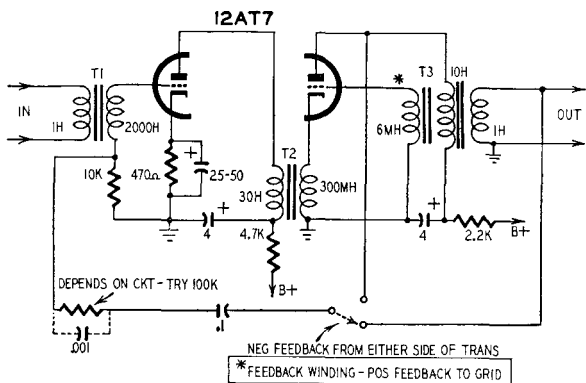 12AT7
T1
T3
10H
IN
1H
2000H
*
6MH
1H
OUT
10K
470Ω
+
25-50
T2
30H
300MH
+
4
4.7K
B+
+
4
2.2K
B+
DEPENDS ON CKT-TRY 100K
.001
.1
NEG FEEDBACK FROM EITHER SIDE OF TRANS
*FEEDBACK WINDING-POS FEEDBACK TO GRID